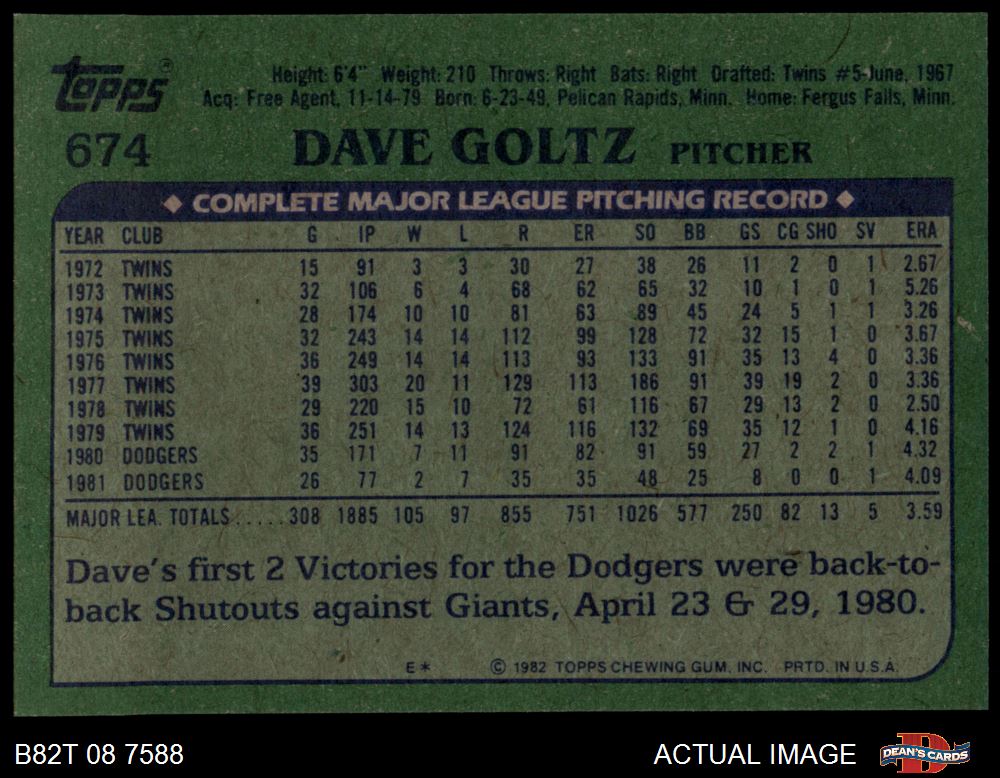 Topps®
Height: 6'4" Weight: 210 Throws: Right Bats: Right Drafted: Twins #5-June, 1967
Acq: Free Agent, 11-14-79 Born: 6-23-49, Pelican Rapids, Minn. Home: Fergus Falls, Minn.
674 DAVE GOLTZ PITCHER
◆ COMPLETE MAJOR LEAGUE PITCHING RECORD ◆
YEAR CLUB G IP W L R ER SO BB GS CG SHO SV ERA
1972 TWINS 15 91 3 3 30 27 38 26 11 2 0 1 2.67
1973 TWINS 32 106 6 4 68 62 65 32 10 1 0 1 5.26
1974 TWINS 28 174 10 10 81 63 89 45 24 5 1 1 3.26
1975 TWINS 32 243 14 14 112 99 128 72 32 15 1 0 3.67
1976 TWINS 36 249 14 14 113 93 133 91 35 13 4 0 3.36
1977 TWINS 39 303 20 11 129 113 186 91 39 19 2 0 3.36
1978 TWINS 29 220 15 10 72 61 116 67 29 13 2 0 2.50
1979 TWINS 36 251 14 13 124 116 132 69 35 12 1 0 4.16
1980 DODGERS 35 171 7 11 91 82 91 59 27 2 2 1 4.32
1981 DODGERS 26 77 2 7 35 35 48 25 8 0 0 1 4.09
MAJOR LEA. TOTALS..... 308 1885 105 97 855 751 1026 577 250 82 13 5 3.59
Dave's first 2 Victories for the Dodgers were back-to-
back Shutouts against Giants, April 23 & 29, 1980.
E* © 1982 TOPPS CHEWING GUM, INC. PRTD. IN U.S.A.
B82T 08 7588 ACTUAL IMAGE DEAN'S CARDS